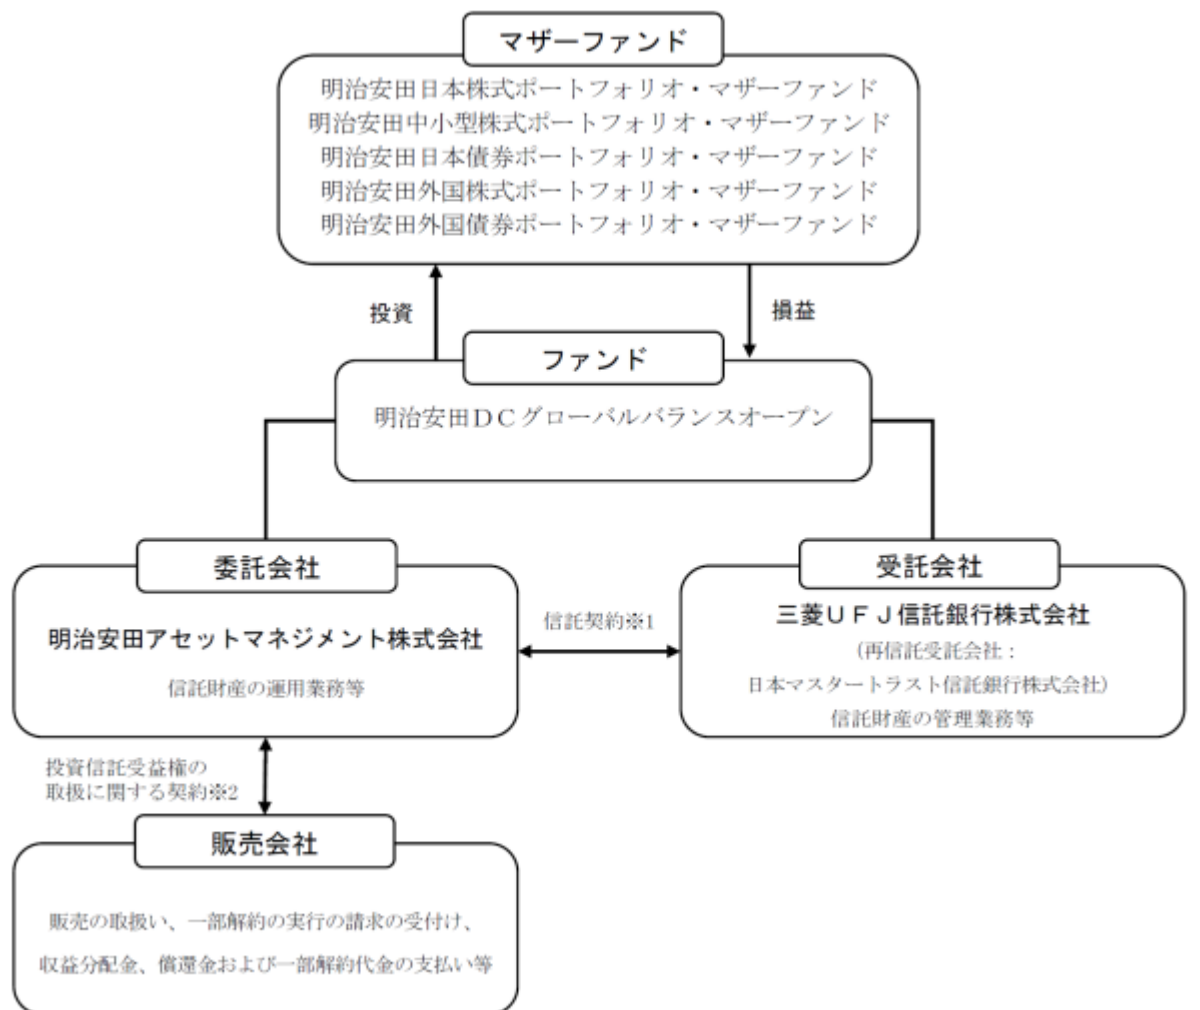 マザーファンド
明治安田日本株式ポートフォリオ・マザーファンド
明治安田中小型株式ポートフォリオ・マザーファンド
明治安田日本債券ポートフォリオ・マザーファンド
明治安田外国株式ポートフォリオ・マザーファンド
明治安田外国債券ポートフォリオ・マザーファンド
投資
損益
ファンド
明治安田DCグローバルバランスオープン
委託会社
明治安田アセットマネジメント株式会社
信託財産の運用業務等
信託契約※1
受託会社
三菱UFJ信託銀行株式会社
(再信託受託会社:
日本マスタートラスト信託銀行株式会社)
信託財産の管理業務等
投資信託受益権の
取扱に関する契約※2
販売会社
販売の取扱い、一部解約の実行の請求の受付け、
収益分配金、償還金および一部解約代金の支払い等